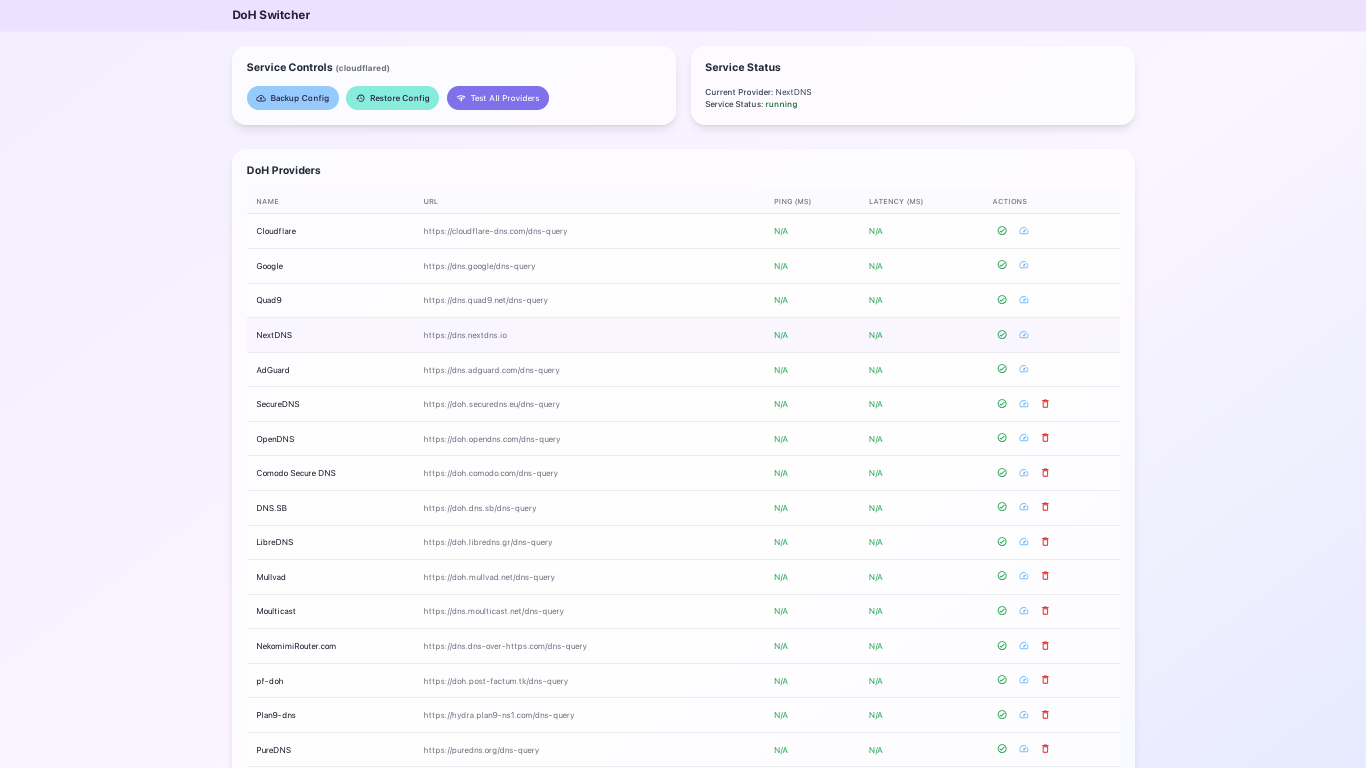 DoH Switcher
Service Controls (cloudflared)
Backup Config Restore Config Test All Providers
Service Status
Current Provider: NextDNS
Service Status: running
DoH Providers
NAME URL PING (MS) LATENCY (MS) ACTIONS
Cloudflare https://cloudflare-dns.com/dns-query N/A N/A
Google https://dns.google/dns-query N/A N/A
Quad9 https://dns.quad9.net/dns-query N/A N/A
NextDNS https://dns.nextdns.io N/A N/A
AdGuard https://dns.adguard.com/dns-query N/A N/A
SecureDNS https://doh.securedns.eu/dns-query N/A N/A
OpenDNS https://doh.opendns.com/dns-query N/A N/A
Comodo Secure DNS https://doh.comodo.com/dns-query N/A N/A
DNS.SB https://doh.dns.sb/dns-query N/A N/A
LibreDNS https://doh.libredns.gr/dns-query N/A N/A
Mullvad https://doh.mullvad.net/dns-query N/A N/A
Moulticast https://dns.moulticast.net/dns-query N/A N/A
NekomimiRouter.com https://dns.dns-over-https.com/dns-query N/A N/A
pf-doh https://doh.post-factum.tk/dns-query N/A N/A
Plan9-dns https://hydra.plan9-ns1.com/dns-query N/A N/A
PureDNS https://puredns.org/dns-query N/A N/A